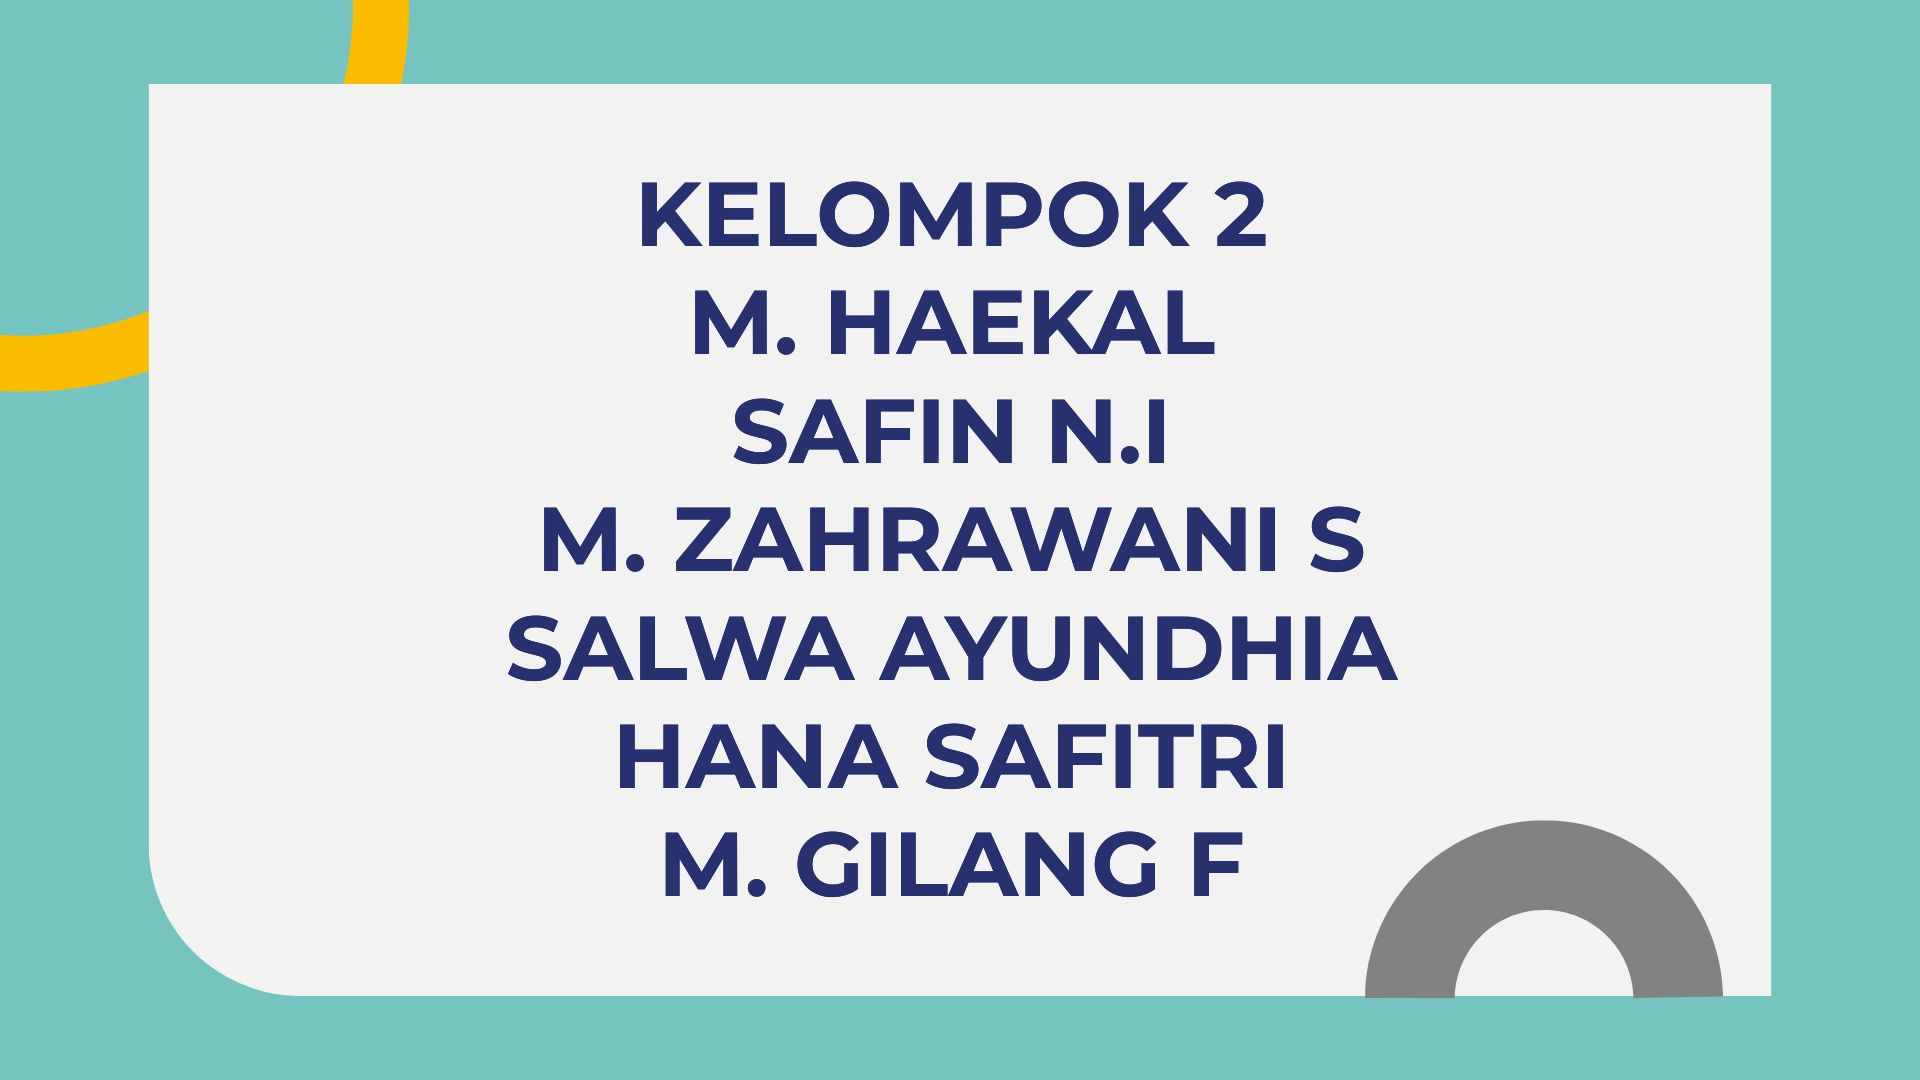 KELOMPOK 2
M. HAEKAL
SAFIN N.I
M. ZAHRAWANI S
SALWA AYUNDHIA
HANA SAFITRI
M. GILANG F